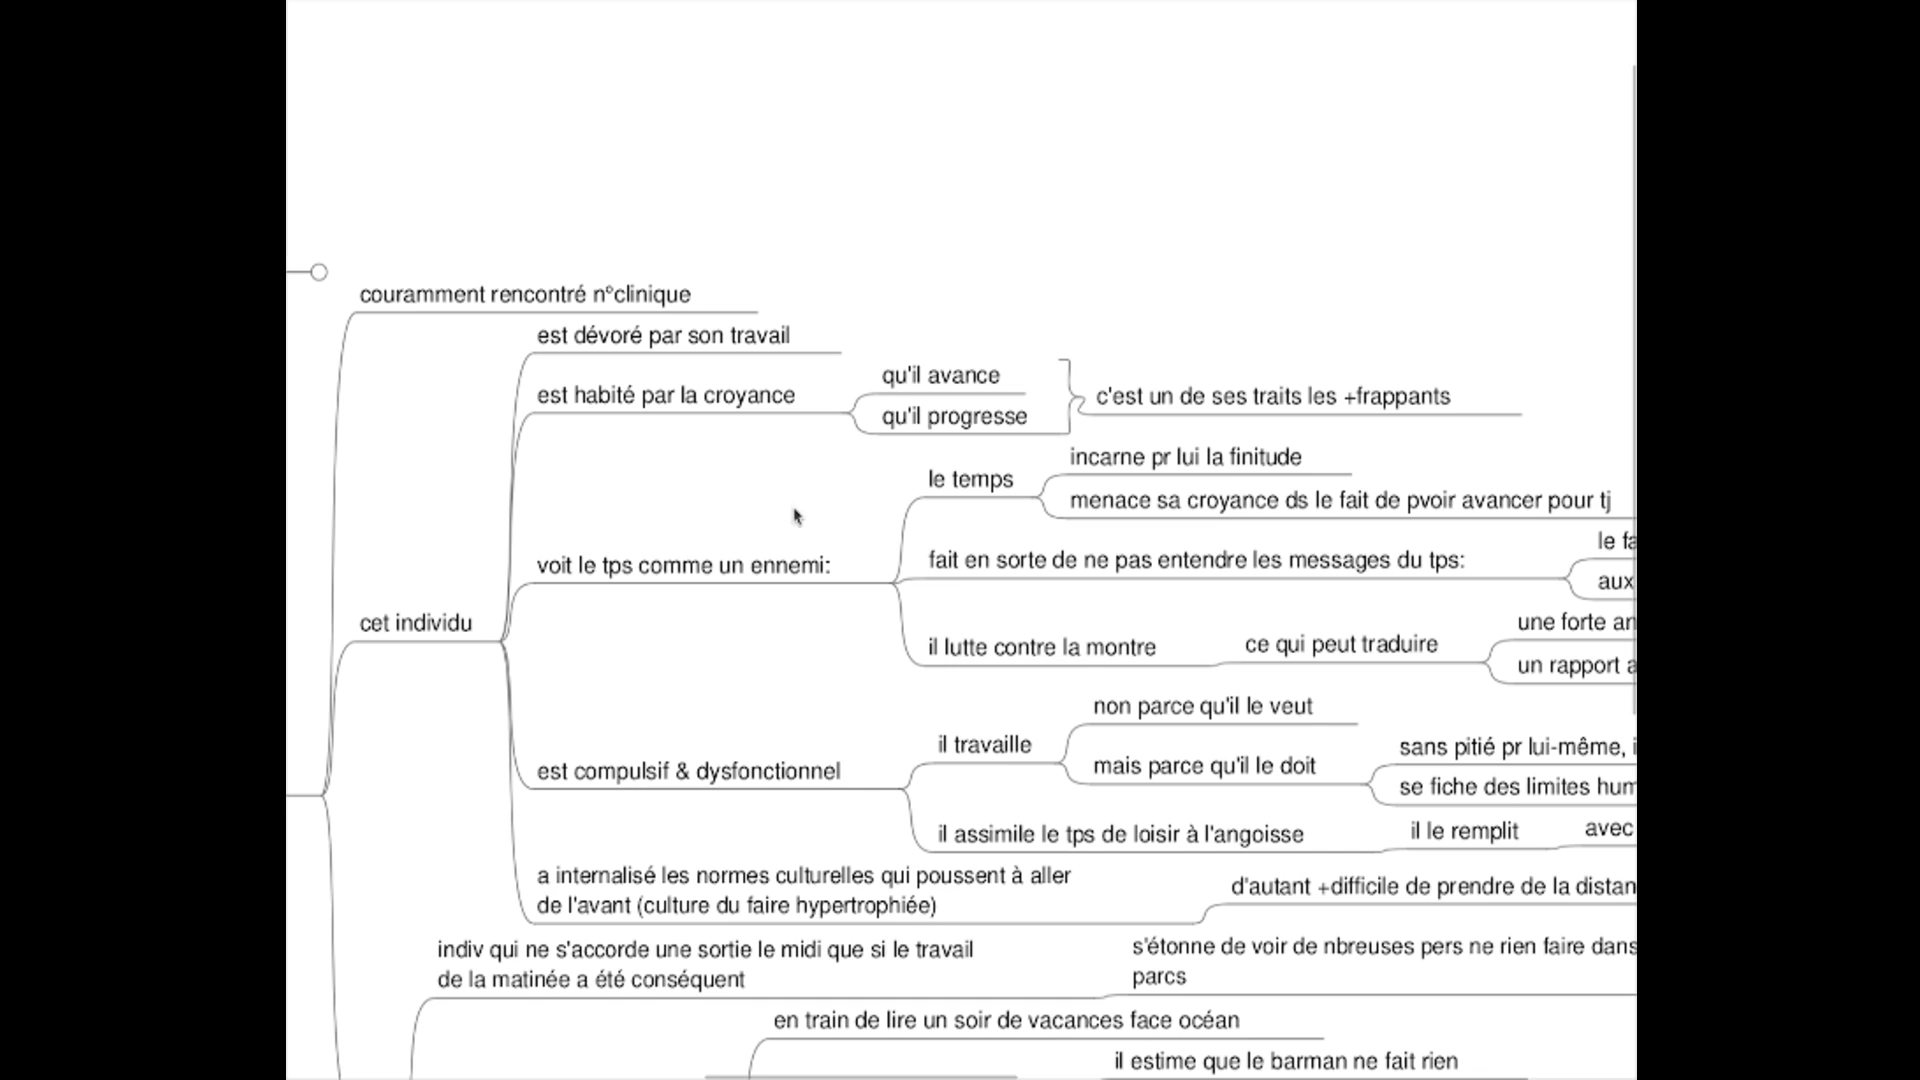 couramment rencontré n°clinique
est dévoré par son travail
qu'il avance
est habité par la croyance
c'est un de ses traits les +frappants
qu'il progresse
incarne pr lui la finitude
le temps
menace sa croyance ds le fait de pvoir avancer pour tj
le
fait en sorte de ne pas entendre les messages du tps:
voit le tps comme un ennemi:
aux
une forte
cet individu
il lutte contre la montre
ce qui peut traduire
un rapport
non parce qu'il le veut
il travaille
sans pitié pr lui-même,
mais parce qu'il le doit
est compulsif & dysfonctionnel
se fiche des limites
il assimile le tps de loisir à l'angoisse
il le remplit
avec
a internalisé les normes culturelles qui poussent à aller
de l'avant (culture du faire hypertrophiée)
d'autant +difficile de prendre de la
indiv qui ne s'accorde une sortie le midi que si le travail
de la matinée a été conséquent
s'étonne de voir de nbreuses pers ne rien faire dans
parcs
en train de lire un soir de vacances face océan
il estime que le barman ne fait rien